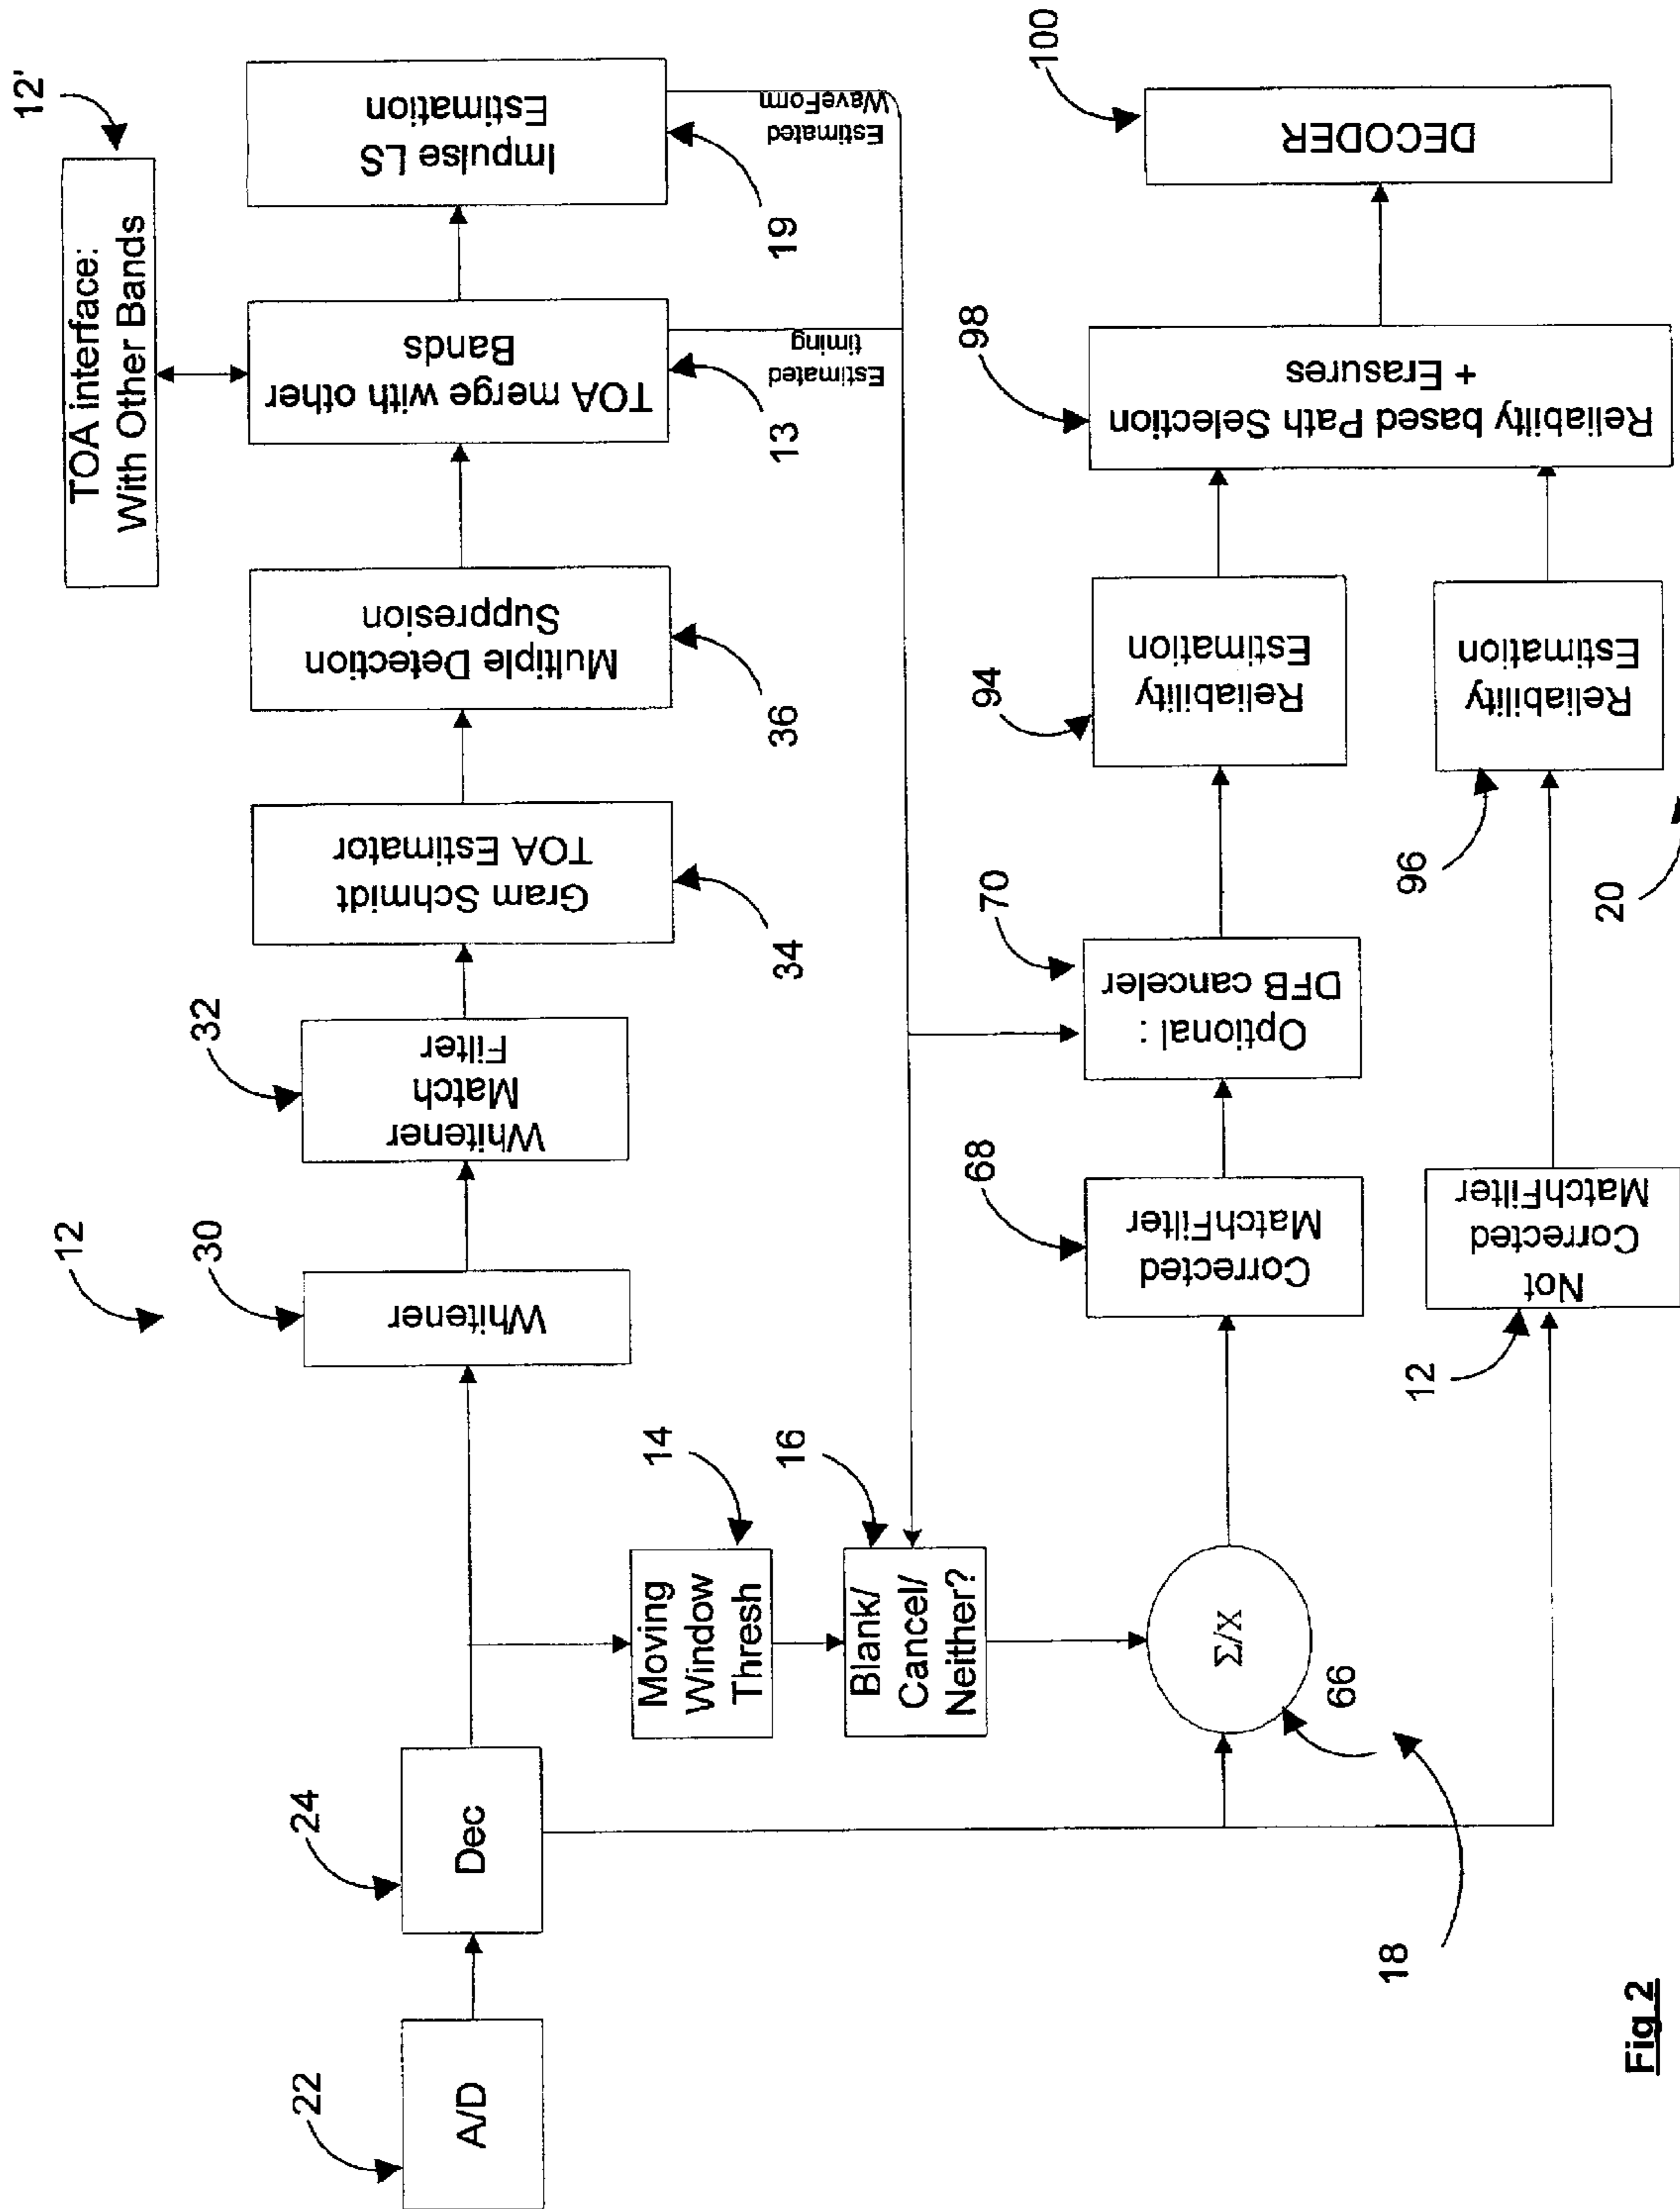 12'
TOA interface:
With Other Bands
12
22
A/D
24
Dec
30
Whitener
32
Whitener
Match
Filter
34
Gram Schmidt
TOA Estimator
36
Multiple Detection
Suppresion
13
TOA merge with other
Bands
19
Impulse LS
Estimation
Estimated
timing
Estimated
WaveForm
14
Moving
Window
Thresh
16
Blank/
Cancel/
Neither?
Σ/X
66
18
68
Corrected
MatchFilter
70
Optional :
DFB canceler
94
Reliability
Estimation
98
Reliabilty based Path Selection
+ Erasures
100
DECODER
12
Not
Corrected
MatchFilter
96
Reliability
Estimation
20
Fig 2